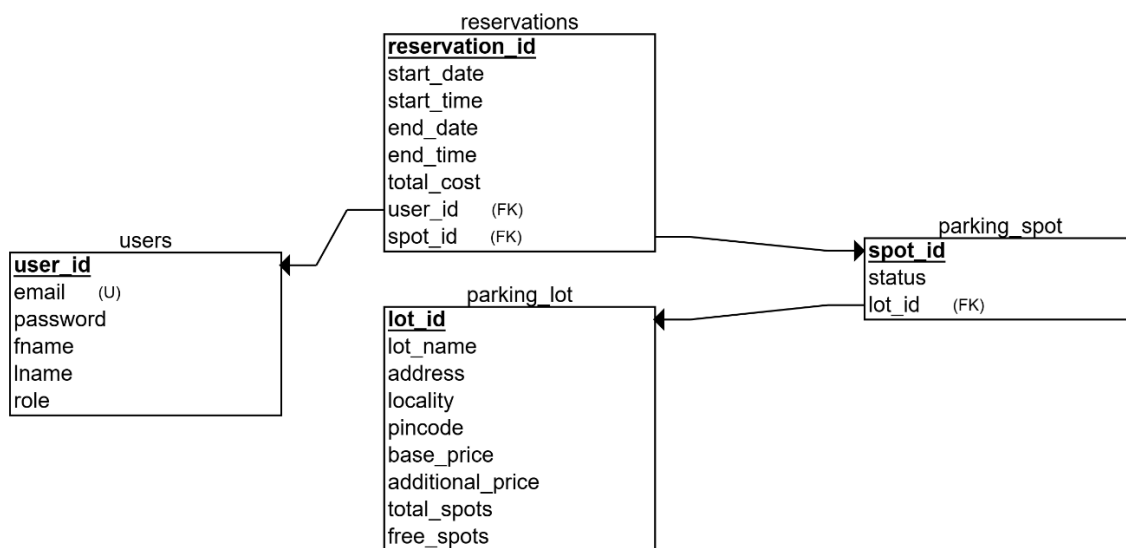 reservations
reservation_id
start_date
start_time
end_date
end_time
total_cost
user_id (FK)
spot_id (FK)
users
user_id
email (U)
password
fname
lname
role
parking_lot
lot_id
lot_name
address
locality
pincode
base_price
additional_price
total_spots
free_spots
parking_spot
spot_id
status
lot_id (FK)